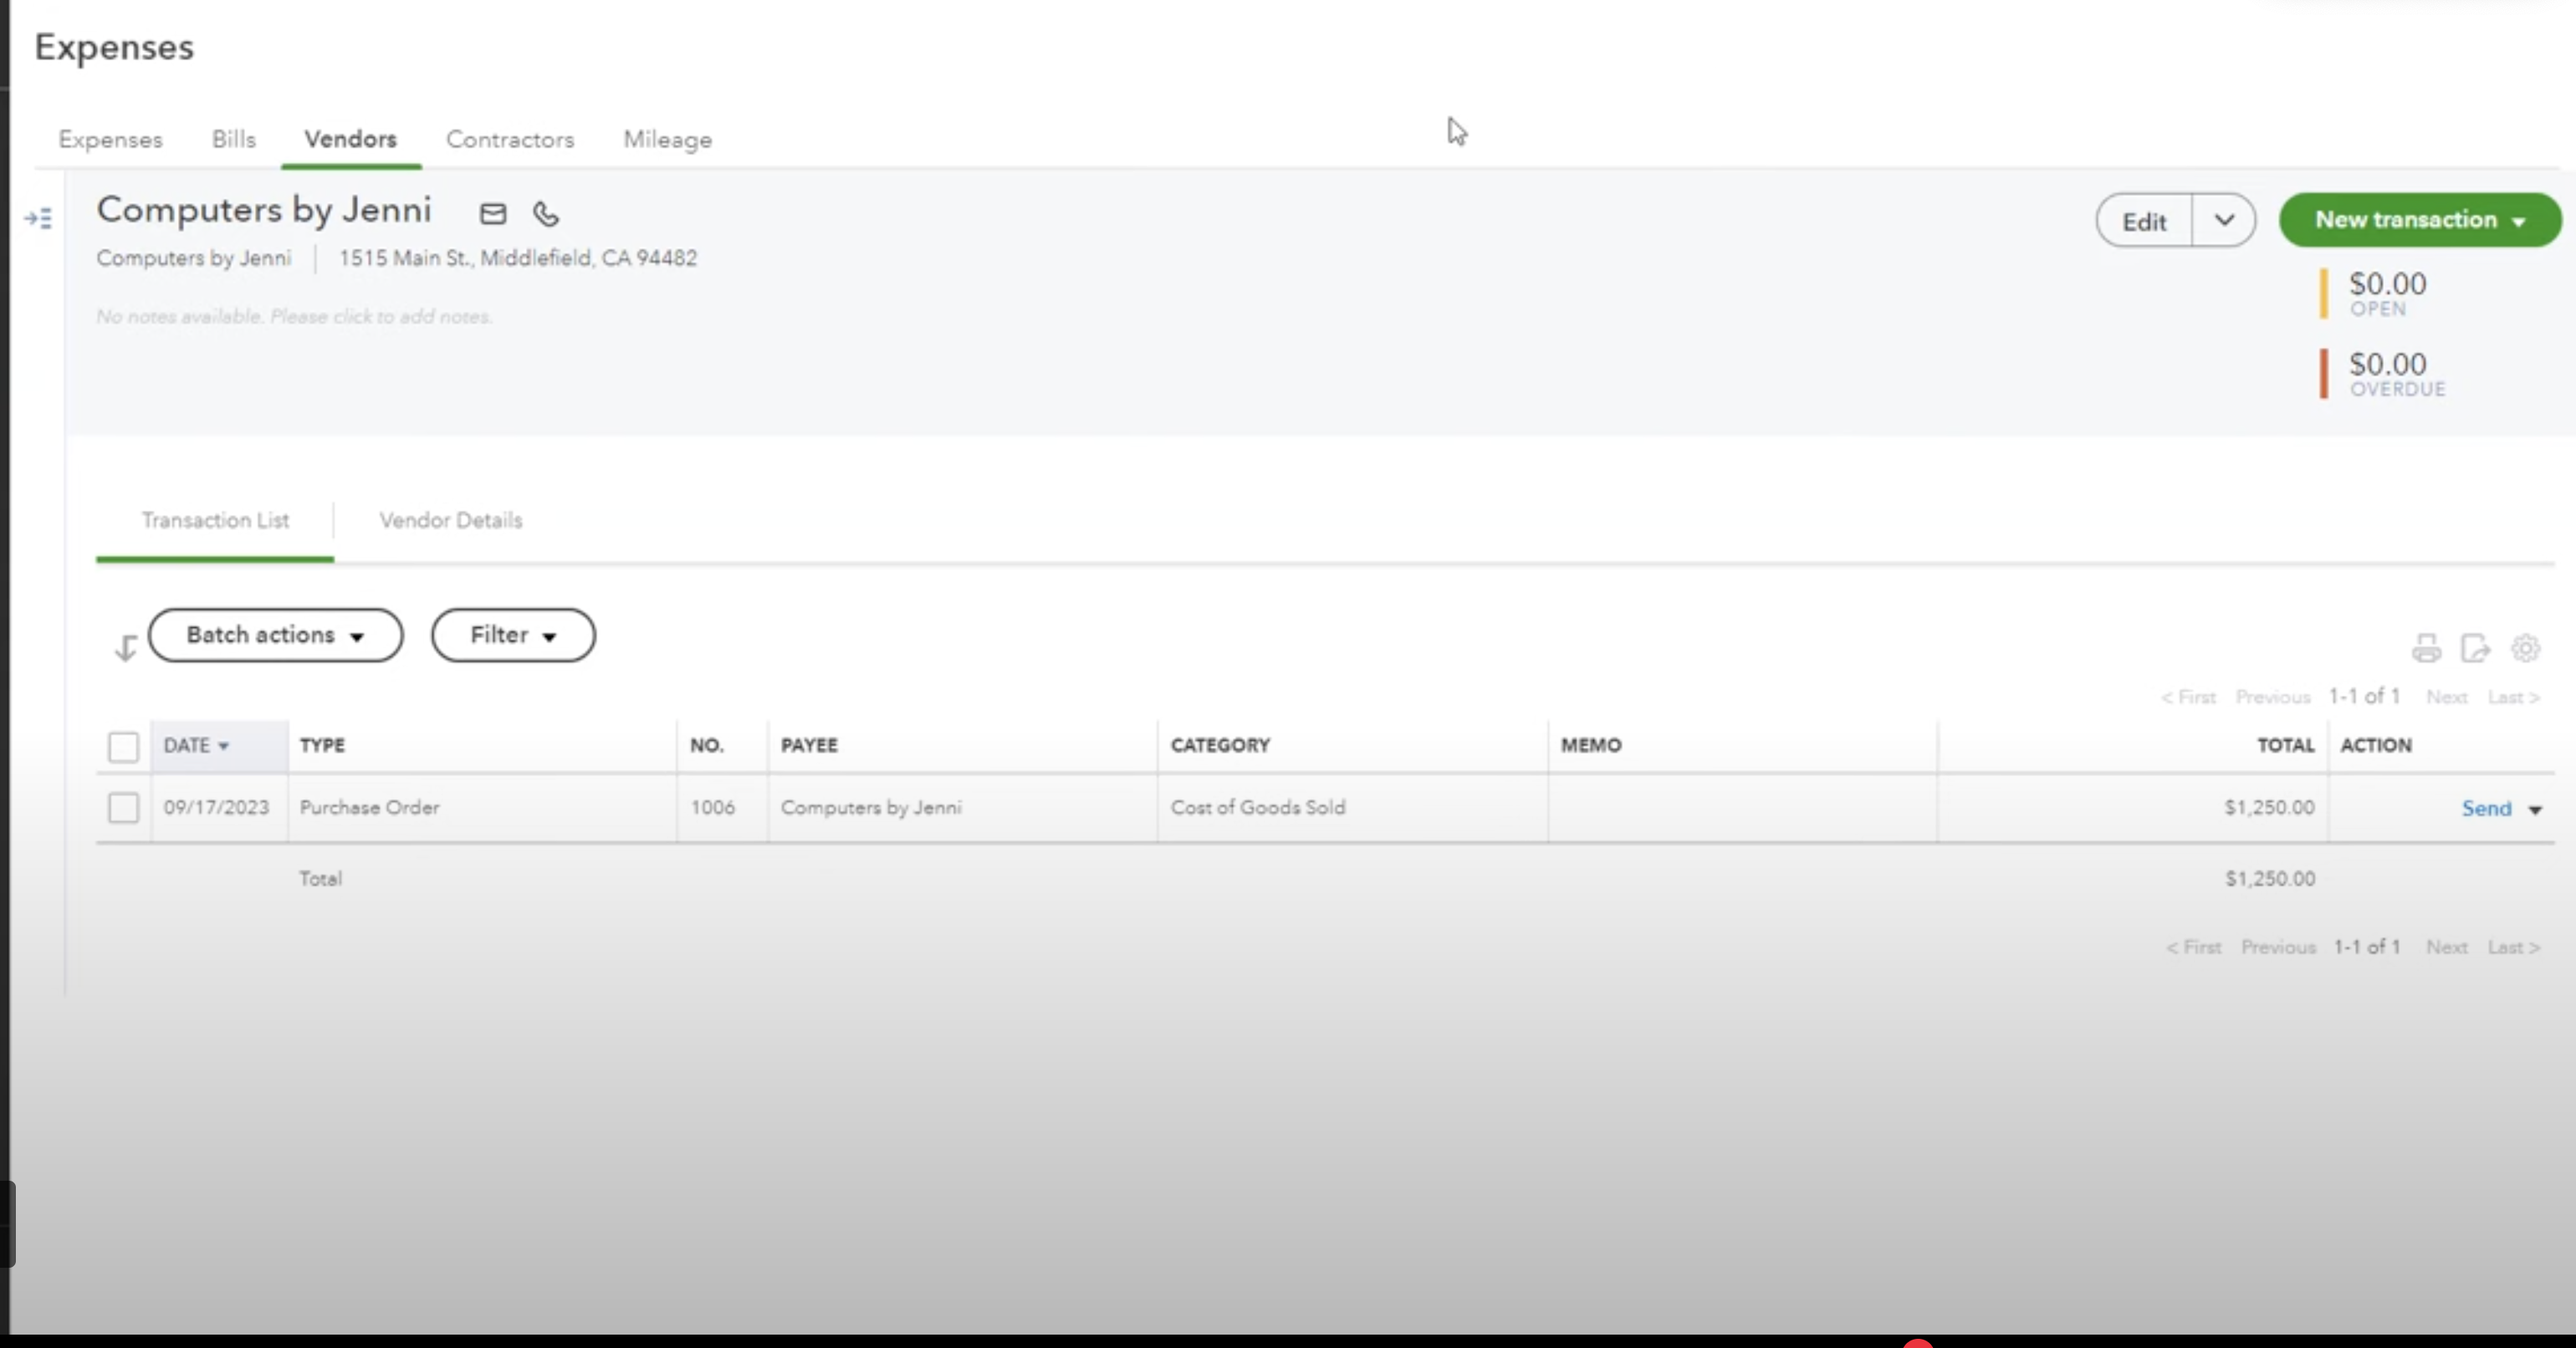 Expenses
Expenses Bills Vendors Contractors Mileage
Computers by Jenni
Edit
New transaction
Computers by Jenni 1515 Main St., Middlefield, CA 94482
$0.00
OPEN
No notes available. Please click to add notes.
$0.00
OVERDUE
Transaction List Vendor Details
Batch actions Filter
< First Previous 1-1 of 1 Next Last >
DATE TYPE NO. PAYEE CATEGORY MEMO TOTAL ACTION
09/17/2023 Purchase Order 1006 Computers by Jenni Cost of Goods Sold $1,250.00 Send
Total $1,250.00
< First Previous 1-1 of 1 Next Last >